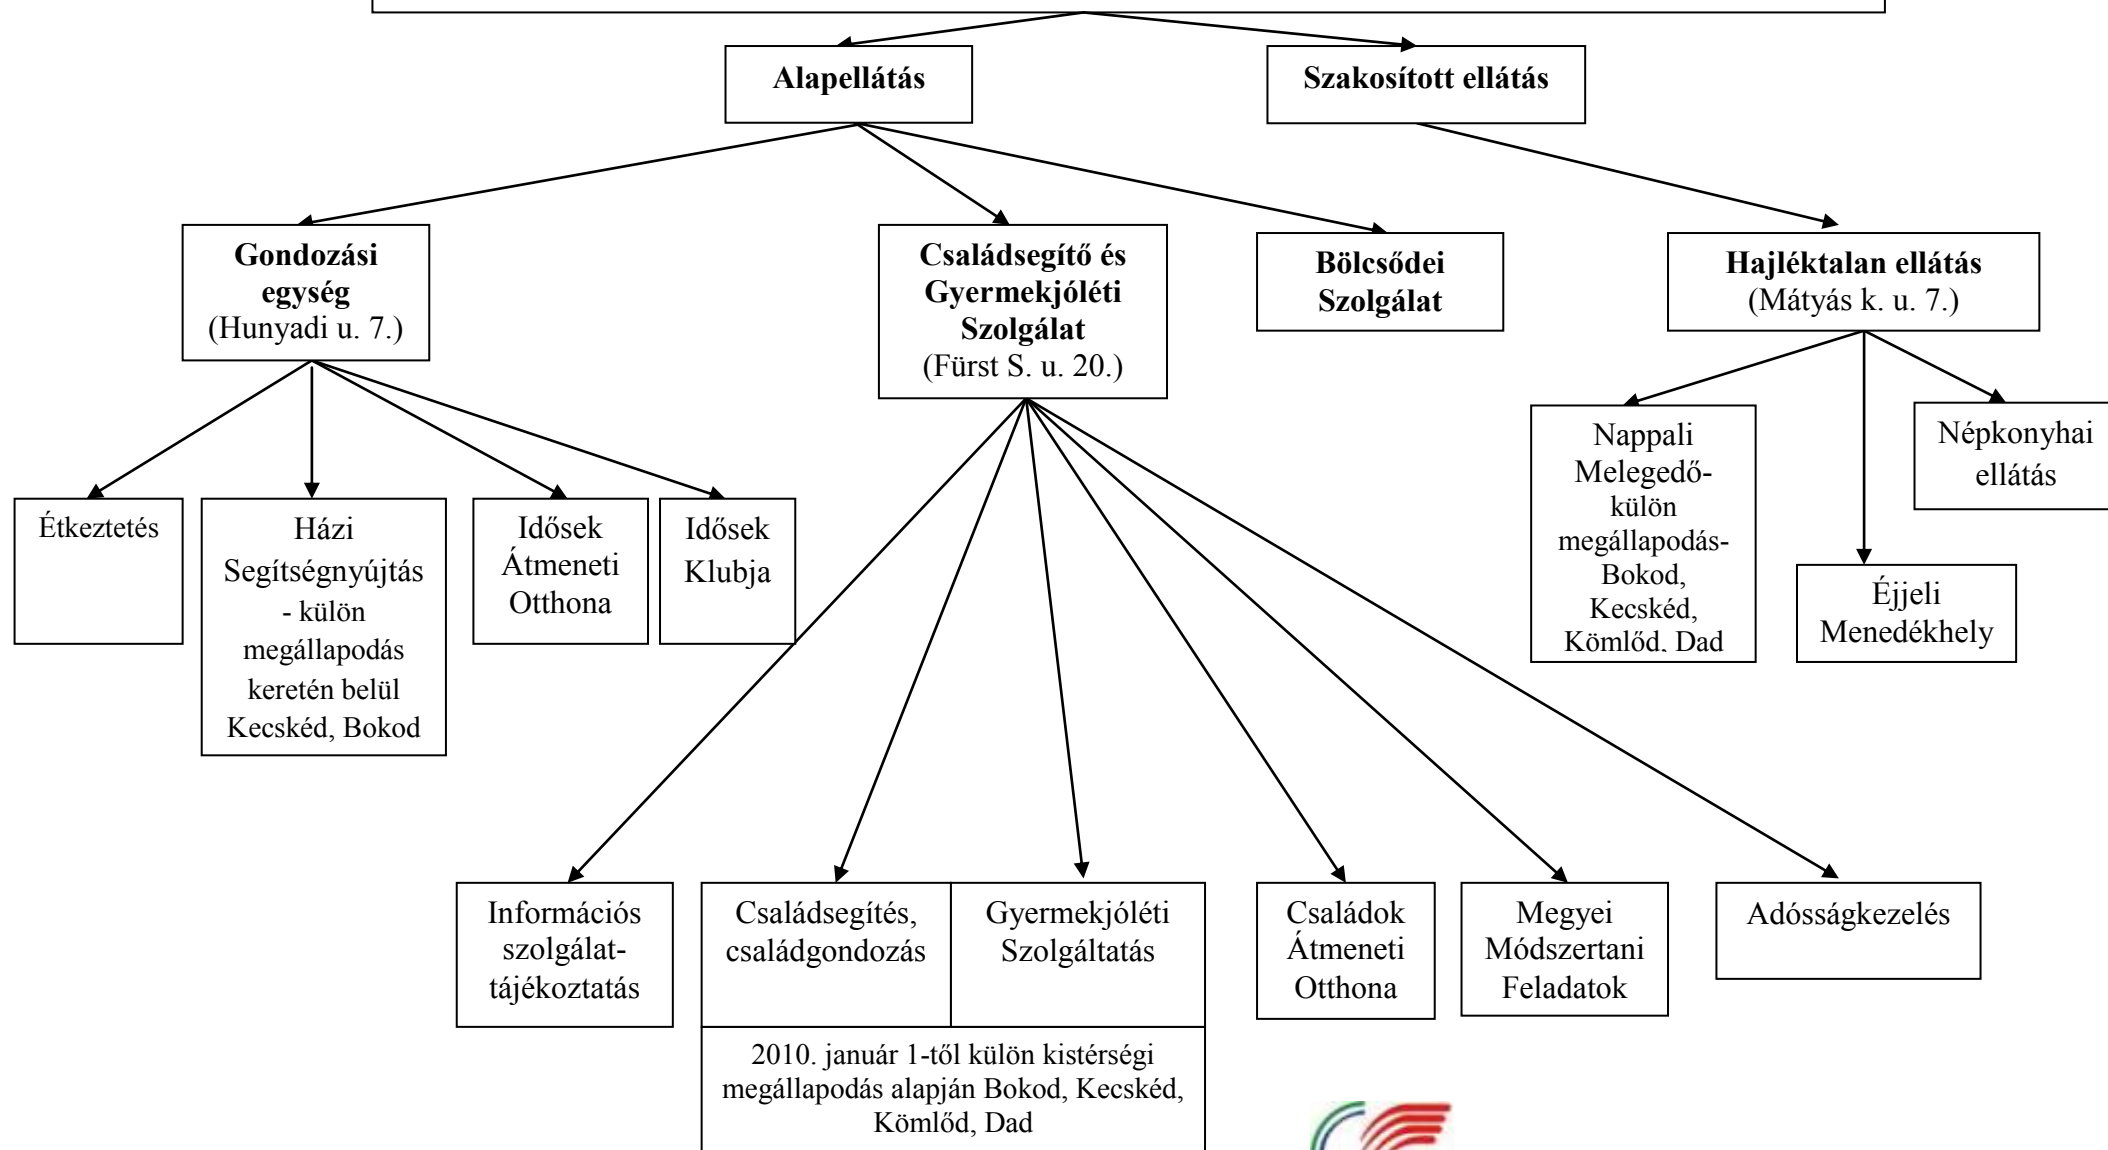 Alapellátás
Szakosított ellátás
Gondozási
egység
(Hunyadi u. 7.)
Családsegítő és
Gyermekjóléti
Szolgálat
(Fürst S. u. 20.)
Bölcsődei
Szolgálat
Hajléktalan ellátás
(Mátyás k. u. 7.)
Étkeztetés
Házi
Segítségnyújtás
- külön
megállapodás
keretén belül
Kecskéd, Bokod
Idősek
Átmeneti
Otthona
Idősek
Klubja
Nappali
Melegedő-
külön
megállapodás-
Bokod,
Kecskéd,
Kömlőd, Dad
Éjjeli
Menedékhely
Népkonyhai
ellátás
Információs
szolgálat-
tájékoztatás
Családsegítés,
családgondozás
Gyermekjóléti
Szolgáltatás
2010. január 1-től külön kistérségi
megállapodás alapján Bokod, Kecskéd,
Kömlőd, Dad
Családok
Átmeneti
Otthona
Megyei
Módszertani
Feladatok
Adósságkezelés